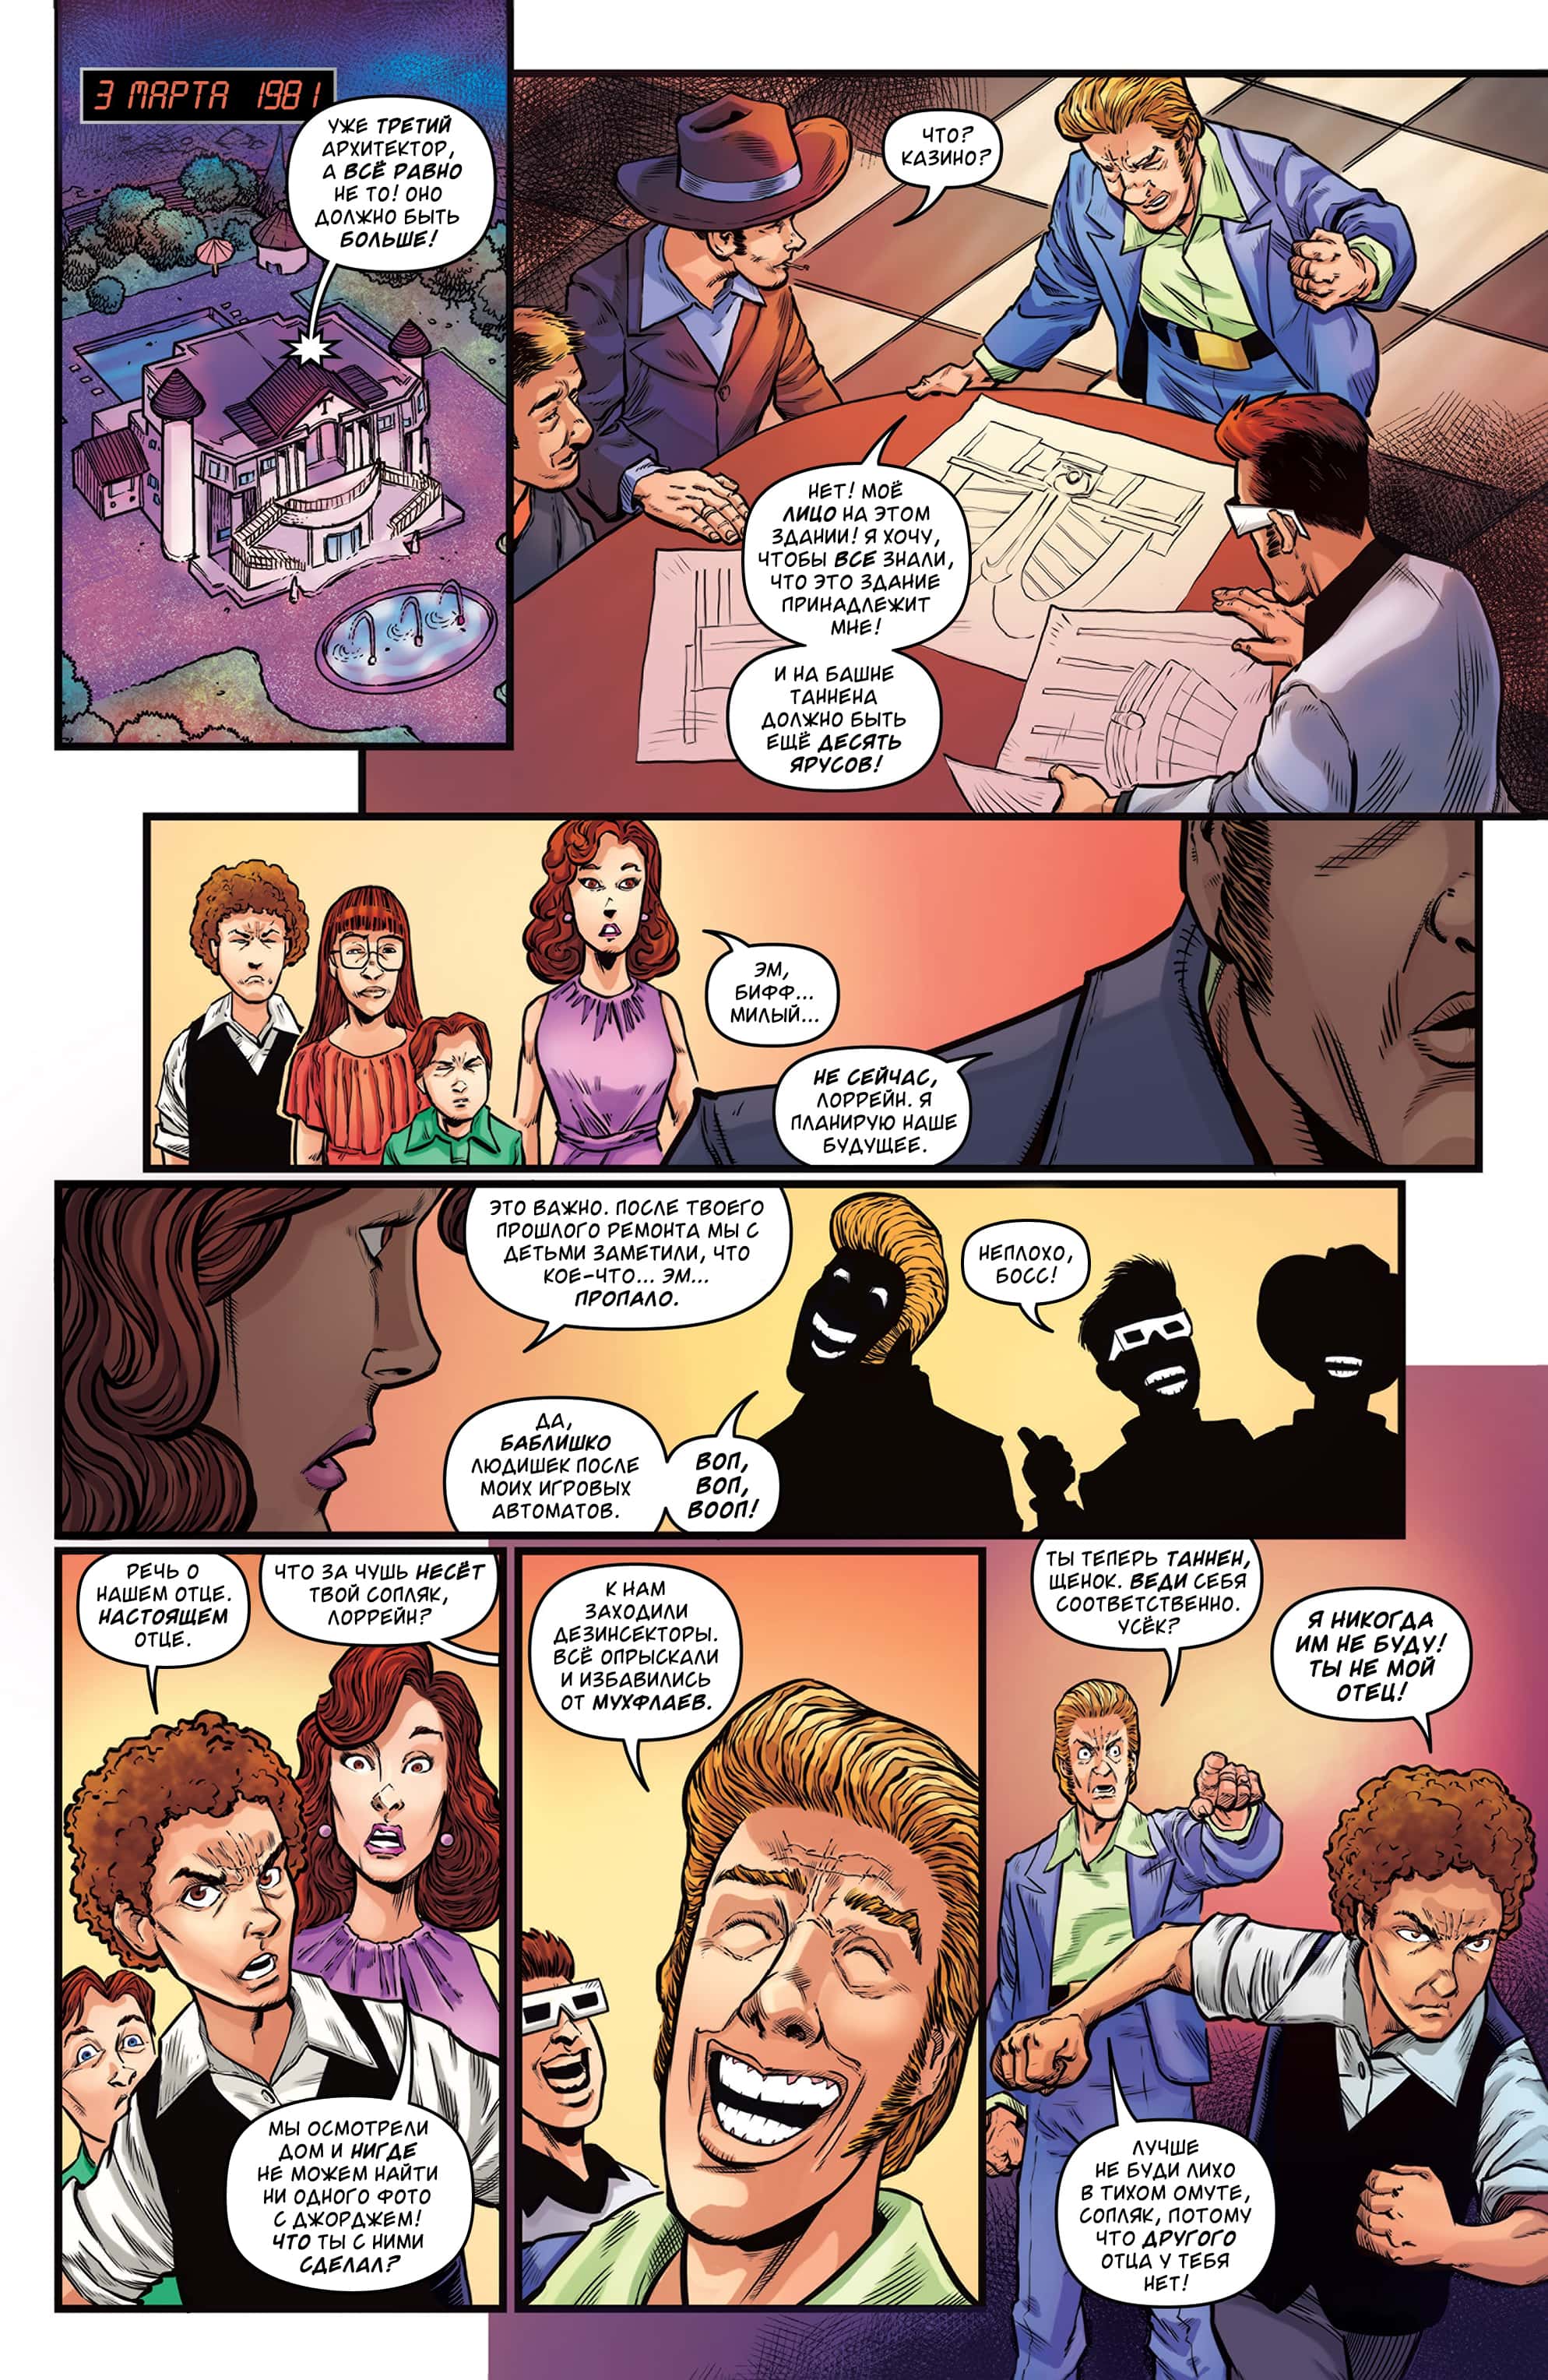 3 МАРТА 1981
УЖЕ ТРЕТИЙ
АРХИТЕКТОР,
А ВСЁ РАВНО
НЕ ТО! ОНО
ДОЛЖНО БЫТЬ
БОЛЬШЕ!
ЧТО?
КАЗИНО?
НЕТ! МОЁ
ЛИЦО НА ЭТОМ
ЗДАНИИ! Я ХОЧУ,
ЧТОБЫ ВСЕ ЗНАЛИ,
ЧТО ЭТО ЗДАНИЕ
ПРИНАДЛЕЖИТ
МНЕ!
И НА БАШНЕ
ТАННЕНА
ДОЛЖНО БЫТЬ
ЕЩЁ ДЕСЯТЬ
ЯРУСОВ!
ЭМ,
БИФФ...
МИЛЫЙ...
НЕ СЕЙЧАС,
ЛОРРЕЙН. Я
ПЛАНИРУЮ НАШЕ
БУДУЩЕЕ.
ЭТО ВАЖНО. ПОСЛЕ ТВОЕГО
ПРОШЛОГО РЕМОНТА МЫ С
ДЕТЬМИ ЗАМЕТИЛИ, ЧТО
КОЕ-ЧТО... ЭМ...
ПРОПАЛО.
НЕПЛОХО,
БОСС!
ДА,
БАБЛИШКО
ЛЮДИШЕК ПОСЛЕ
МОИХ ИГРОВЫХ
АВТОМАТОВ.
ВОП,
ВОП,
ВООП!
РЕЧЬ О
НАШЕМ ОТЦЕ.
НАСТОЯЩЕМ
ОТЦЕ.
ЧТО ЗА ЧУШЬ НЕСЁТ
ТВОЙ СОПЛЯК,
ЛОРРЕЙН?
МЫ ОСМОТРЕЛИ
ДОМ И НИГДЕ
НЕ МОЖЕМ НАЙТИ
НИ ОДНОГО ФОТО
С ДЖОРДЖЕМ!
ЧТО ТЫ С НИМИ
СДЕЛАЛ?
К НАМ
ЗАХОДИЛИ
ДЕЗИНСЕКТОРЫ.
ВСЁ ОПРЫСКАЛИ
И ИЗБАВИЛИСЬ
ОТ МУХФЛАЕВ.
ТЫ ТЕПЕРЬ ТАННЕН,
ЩЕНОК. ВЕДИ СЕБЯ
СООТВЕТСТВЕННО.
УСЁК?
Я НИКОГДА
ИМ НЕ БУДУ!
ТЫ НЕ МОЙ
ОТЕЦ!
ЛУЧШЕ
НЕ БУДИ ЛИХО
В ТИХОМ ОМУТЕ,
СОПЛЯК, ПОТОМУ
ЧТО ДРУГОГО
ОТЦА У ТЕБЯ
НЕТ!